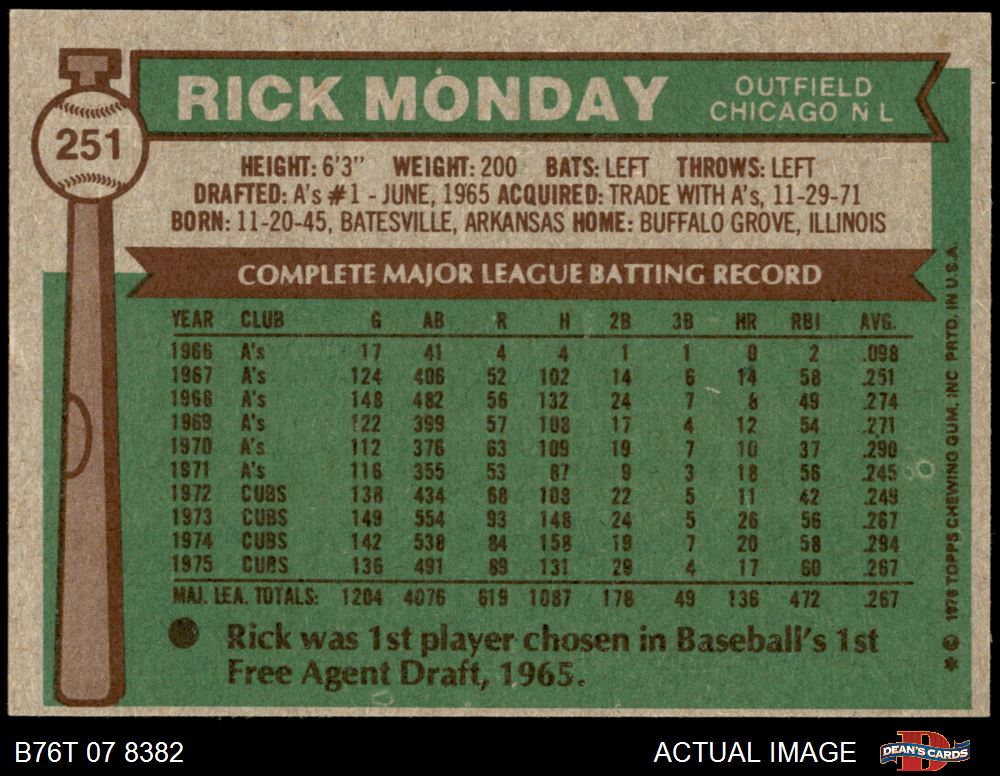 RICK MONDAY
OUTFIELD
CHICAGO N L
251
HEIGHT: 6'3" WEIGHT: 200 BATS: LEFT THROWS: LEFT
DRAFTED: A's #1 - JUNE, 1965 ACQUIRED: TRADE WITH A's, 11-29-71
BORN: 11-20-45, BATESVILLE, ARKANSAS HOME: BUFFALO GROVE, ILLINOIS
COMPLETE MAJOR LEAGUE BATTING RECORD
YEAR CLUB G AB R H 2B 3B HR RBI AVG.
1966 A's 17 41 4 4 1 1 0 2 .098
1967 A's 124 406 52 102 14 6 14 58 .251
1968 A's 148 482 56 132 24 7 8 49 .274
1969 A's 122 399 57 108 17 4 12 54 .271
1970 A's 112 376 63 109 19 7 10 37 .290
1971 A's 116 355 53 87 9 3 18 56 .245
1972 CUBS 138 434 68 108 22 5 11 42 .249
1973 CUBS 149 554 93 148 24 5 26 56 .267
1974 CUBS 142 538 84 158 19 7 20 58 .294
1975 CUBS 136 491 89 131 29 4 17 60 .267
MAJ. LEA. TOTALS: 1204 4076 619 1087 178 49 136 472 .267
Rick was 1st player chosen in Baseball's 1st
Free Agent Draft, 1965.
* © 1976 TOPPS CHEWING GUM, INC PRTD. IN U.S.A.
B76T 07 8382
ACTUAL IMAGE
DEAN'S CARDS